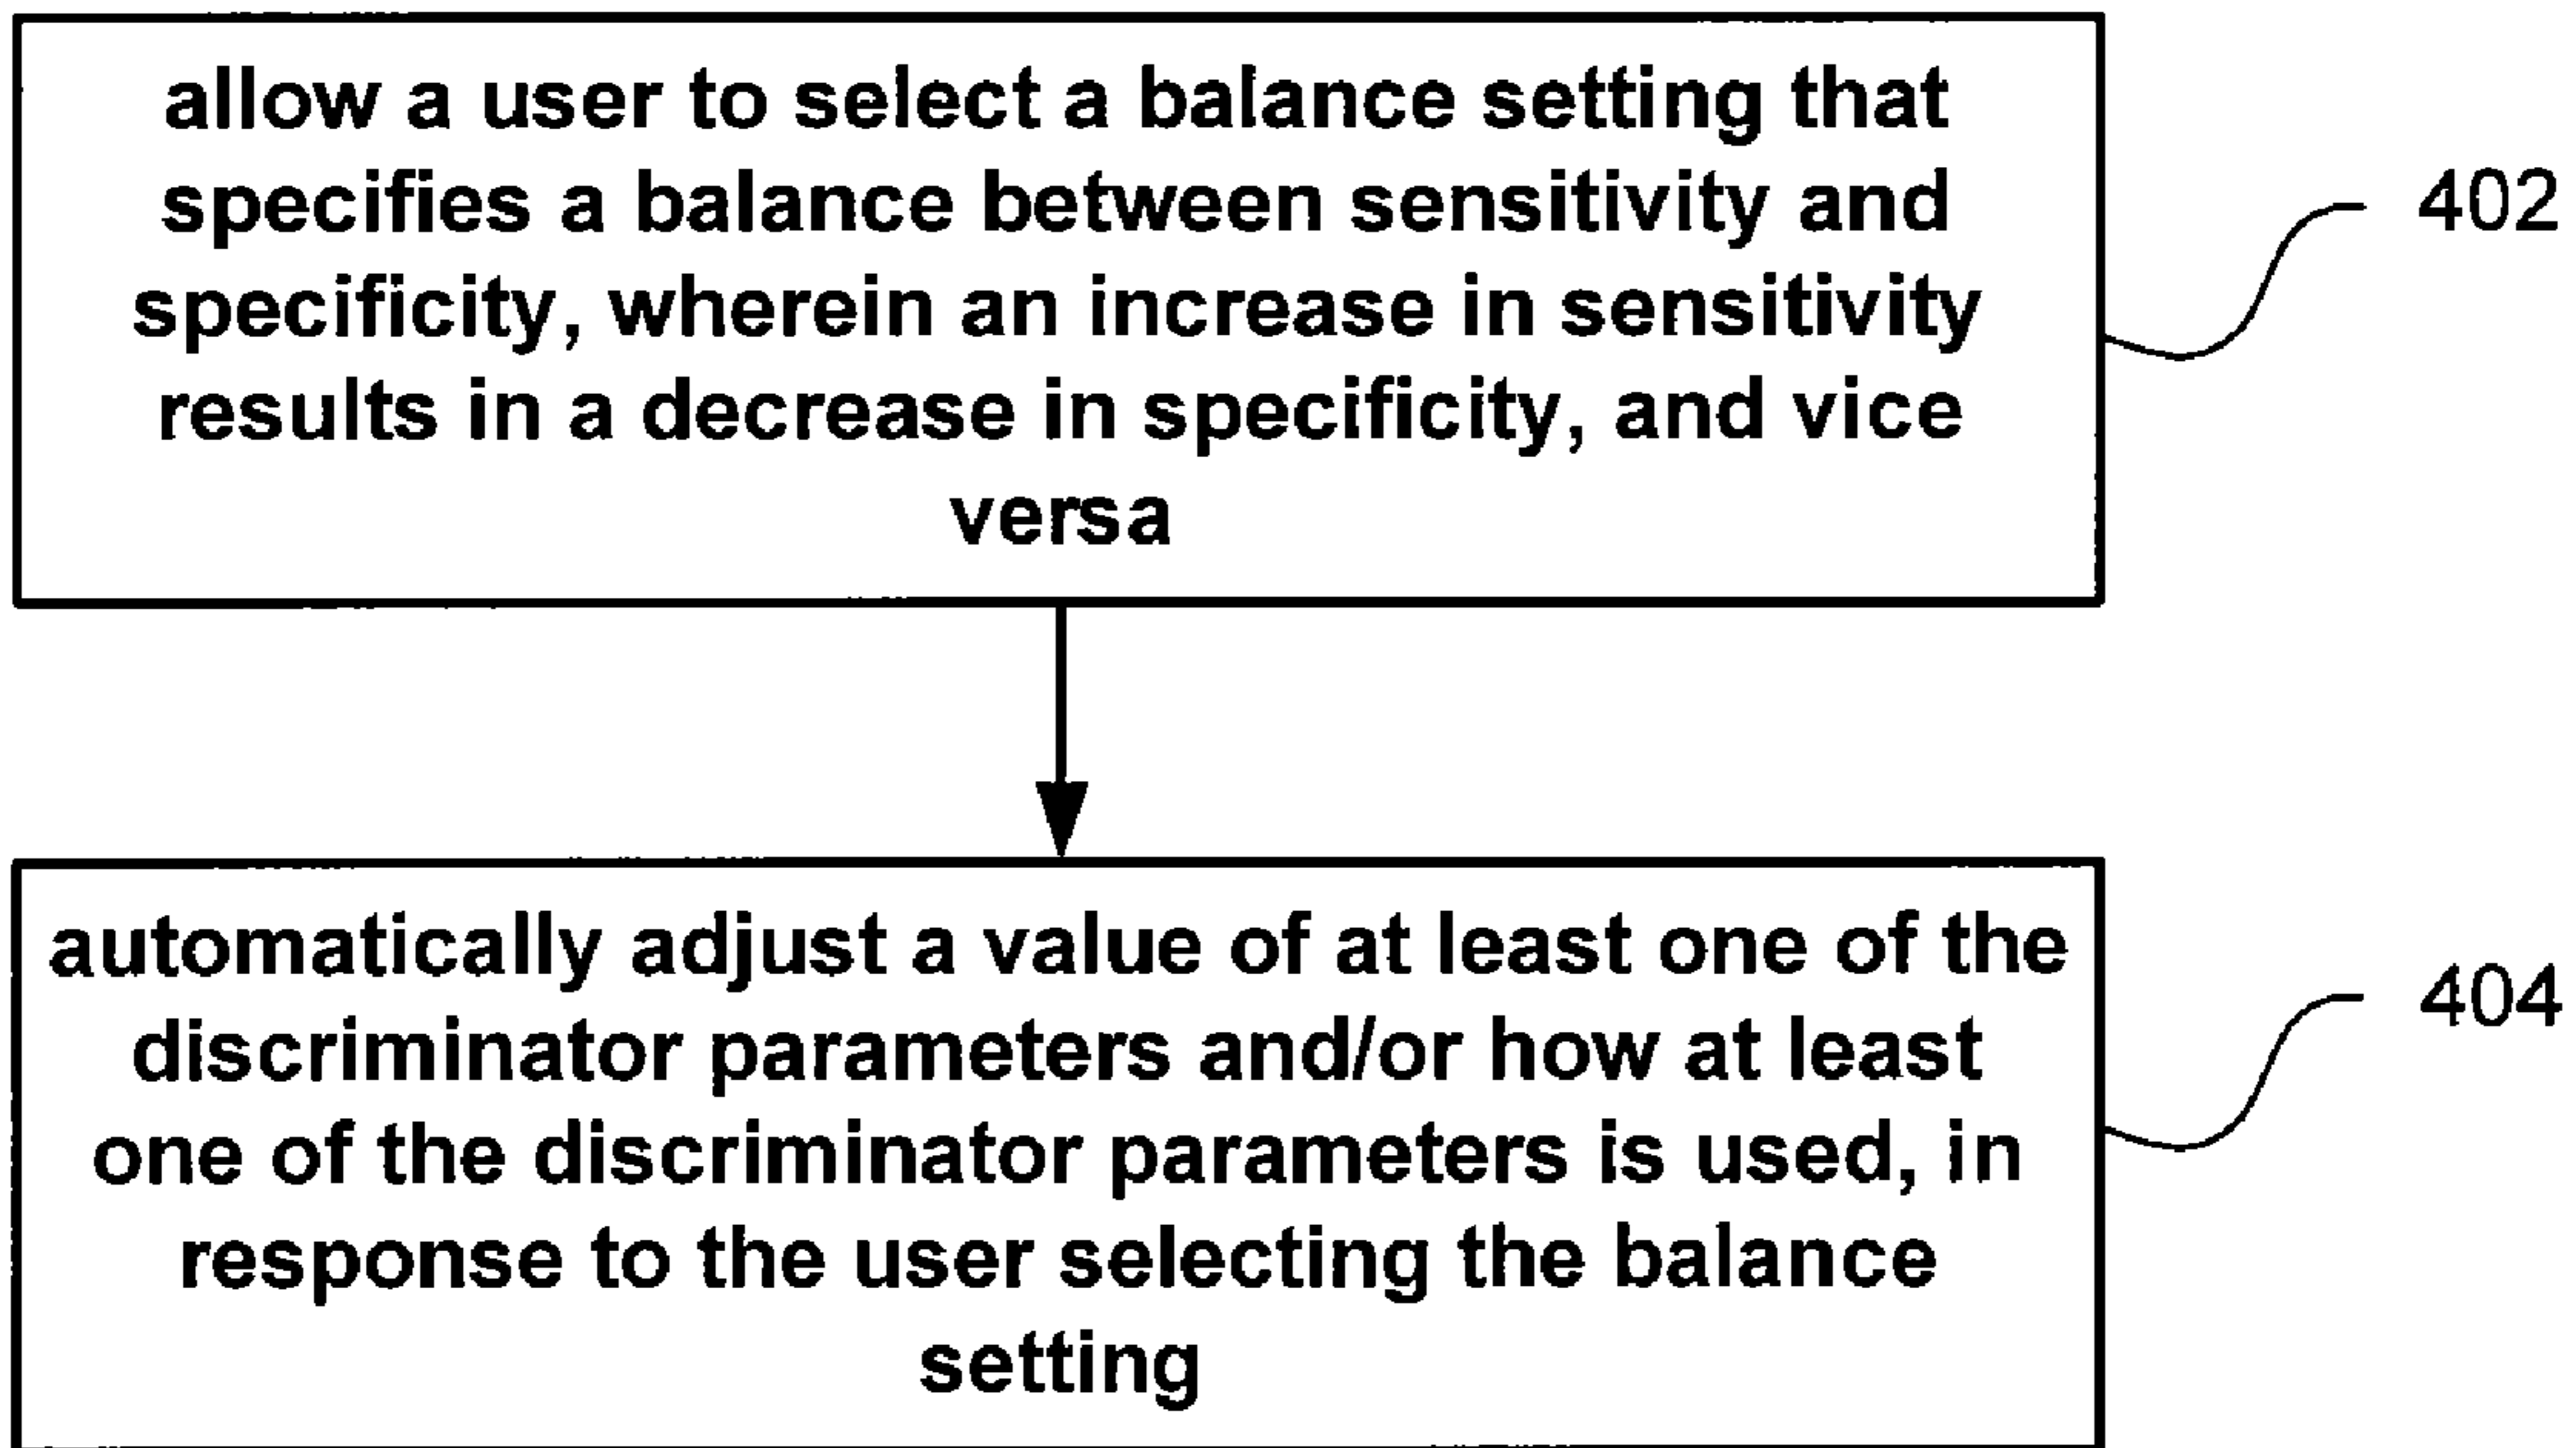 allow a user to select a balance setting that
specifies a balance between sensitivity and
specificity, wherein an increase in sensitivity
results in a decrease in specificity, and vice
versa
402
automatically adjust a value of at least one of the
discriminator parameters and/or how at least
one of the discriminator parameters is used, in
response to the user selecting the balance
setting
404